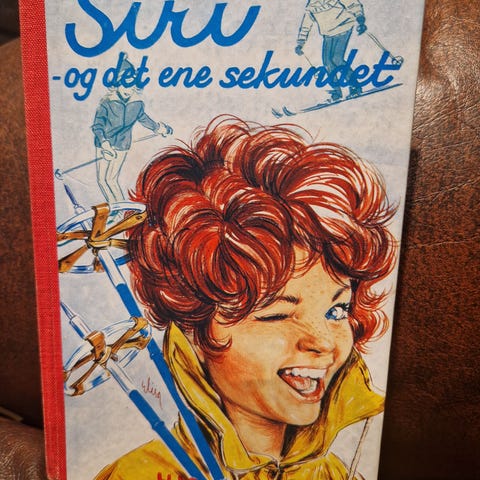 Siri
- og det ene sekundet